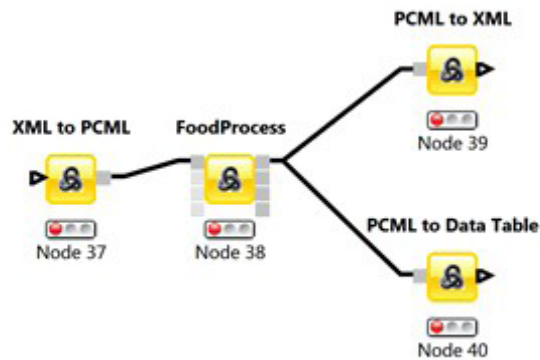 PCML to XML
Node 39
XML to PCML
Node 37
FoodProcess
Node 38
PCML to Data Table
Node 40